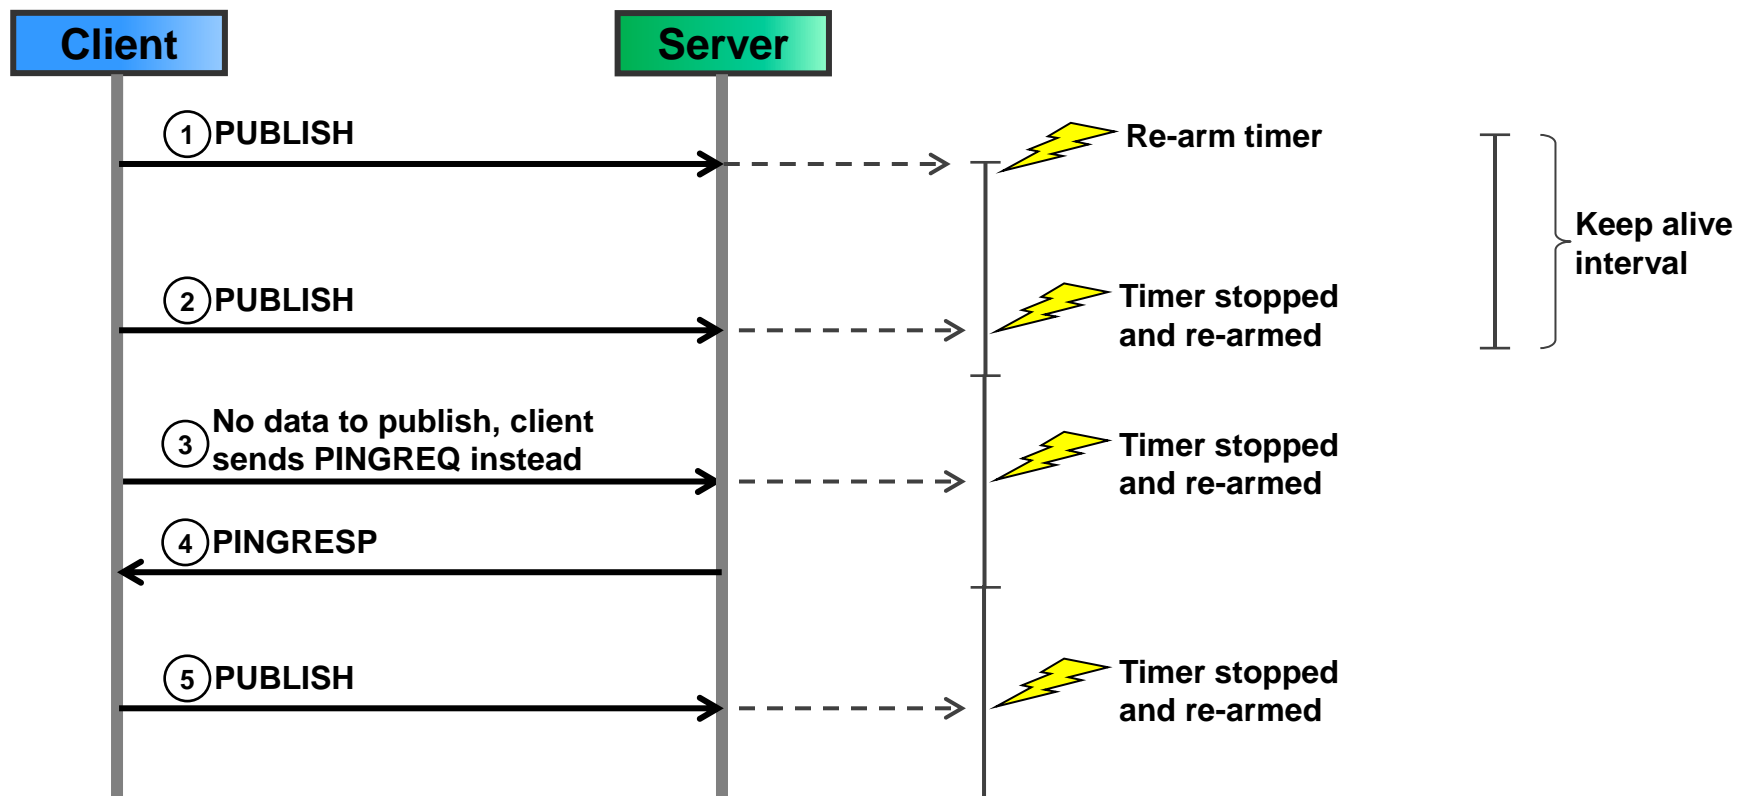 Client
Server
1 PUBLISH
Re-arm timer
Keep alive
interval
2 PUBLISH
Timer stopped
and re-armed
3 No data to publish, client
sends PINGREQ instead
Timer stopped
and re-armed
4 PINGRESP
5 PUBLISH
Timer stopped
and re-armed